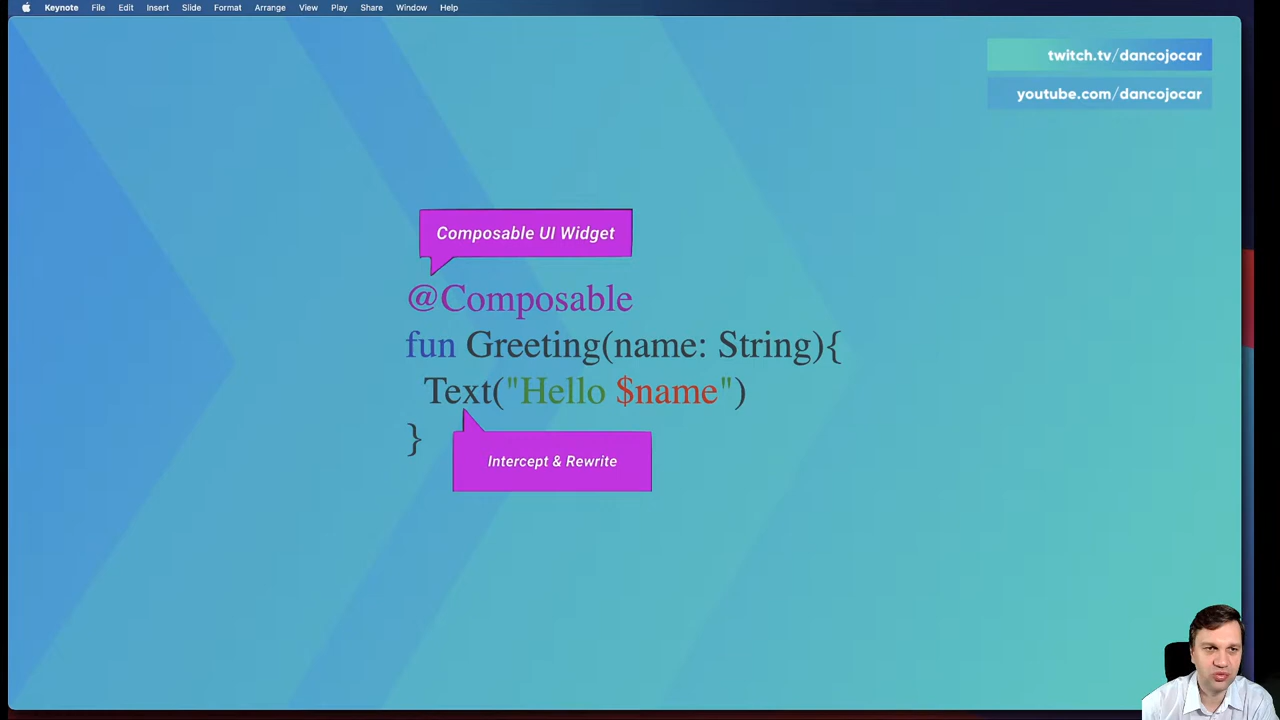 Keynote File Edit Insert Slide Format Arrange View Play Share Window Help
twitch.tv/dancojocar
youtube.com/dancojocar
Composable UI Widget
@Composable
fun Greeting(name: String){
Text("Hello $name")
}
Intercept & Rewrite